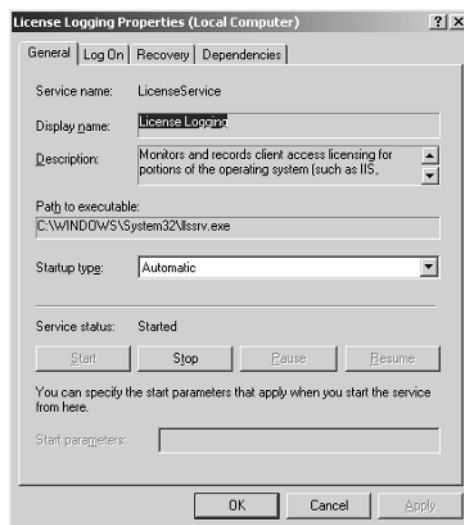 License Logging Properties (Local Computer)
General Log On Recovery Dependencies
Service name: LicenseService
Display name: License Logging
Description: Monitors and records client access licensing for
portions of the operating system (such as IIS,
Path to executable:
C:\WINDOWS\System32\llssrv.exe
Startup type: Automatic
Service status: Started
Start Stop Pause Resume
You can specify the start parameters that apply when you start the service
from here.
Start parameters:
OK Cancel Apply